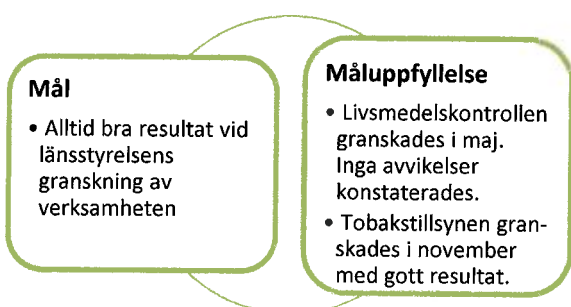 Mål
• Alltid bra resultat vid
länsstyrelsens
granskning av
verksamheten
Måluppfyllelse
• Livsmedelskontrollen
granskades i maj.
Inga avvikelser
konstaterades.
• Tobakstillsynen gran-
skades i november
med gott resultat.